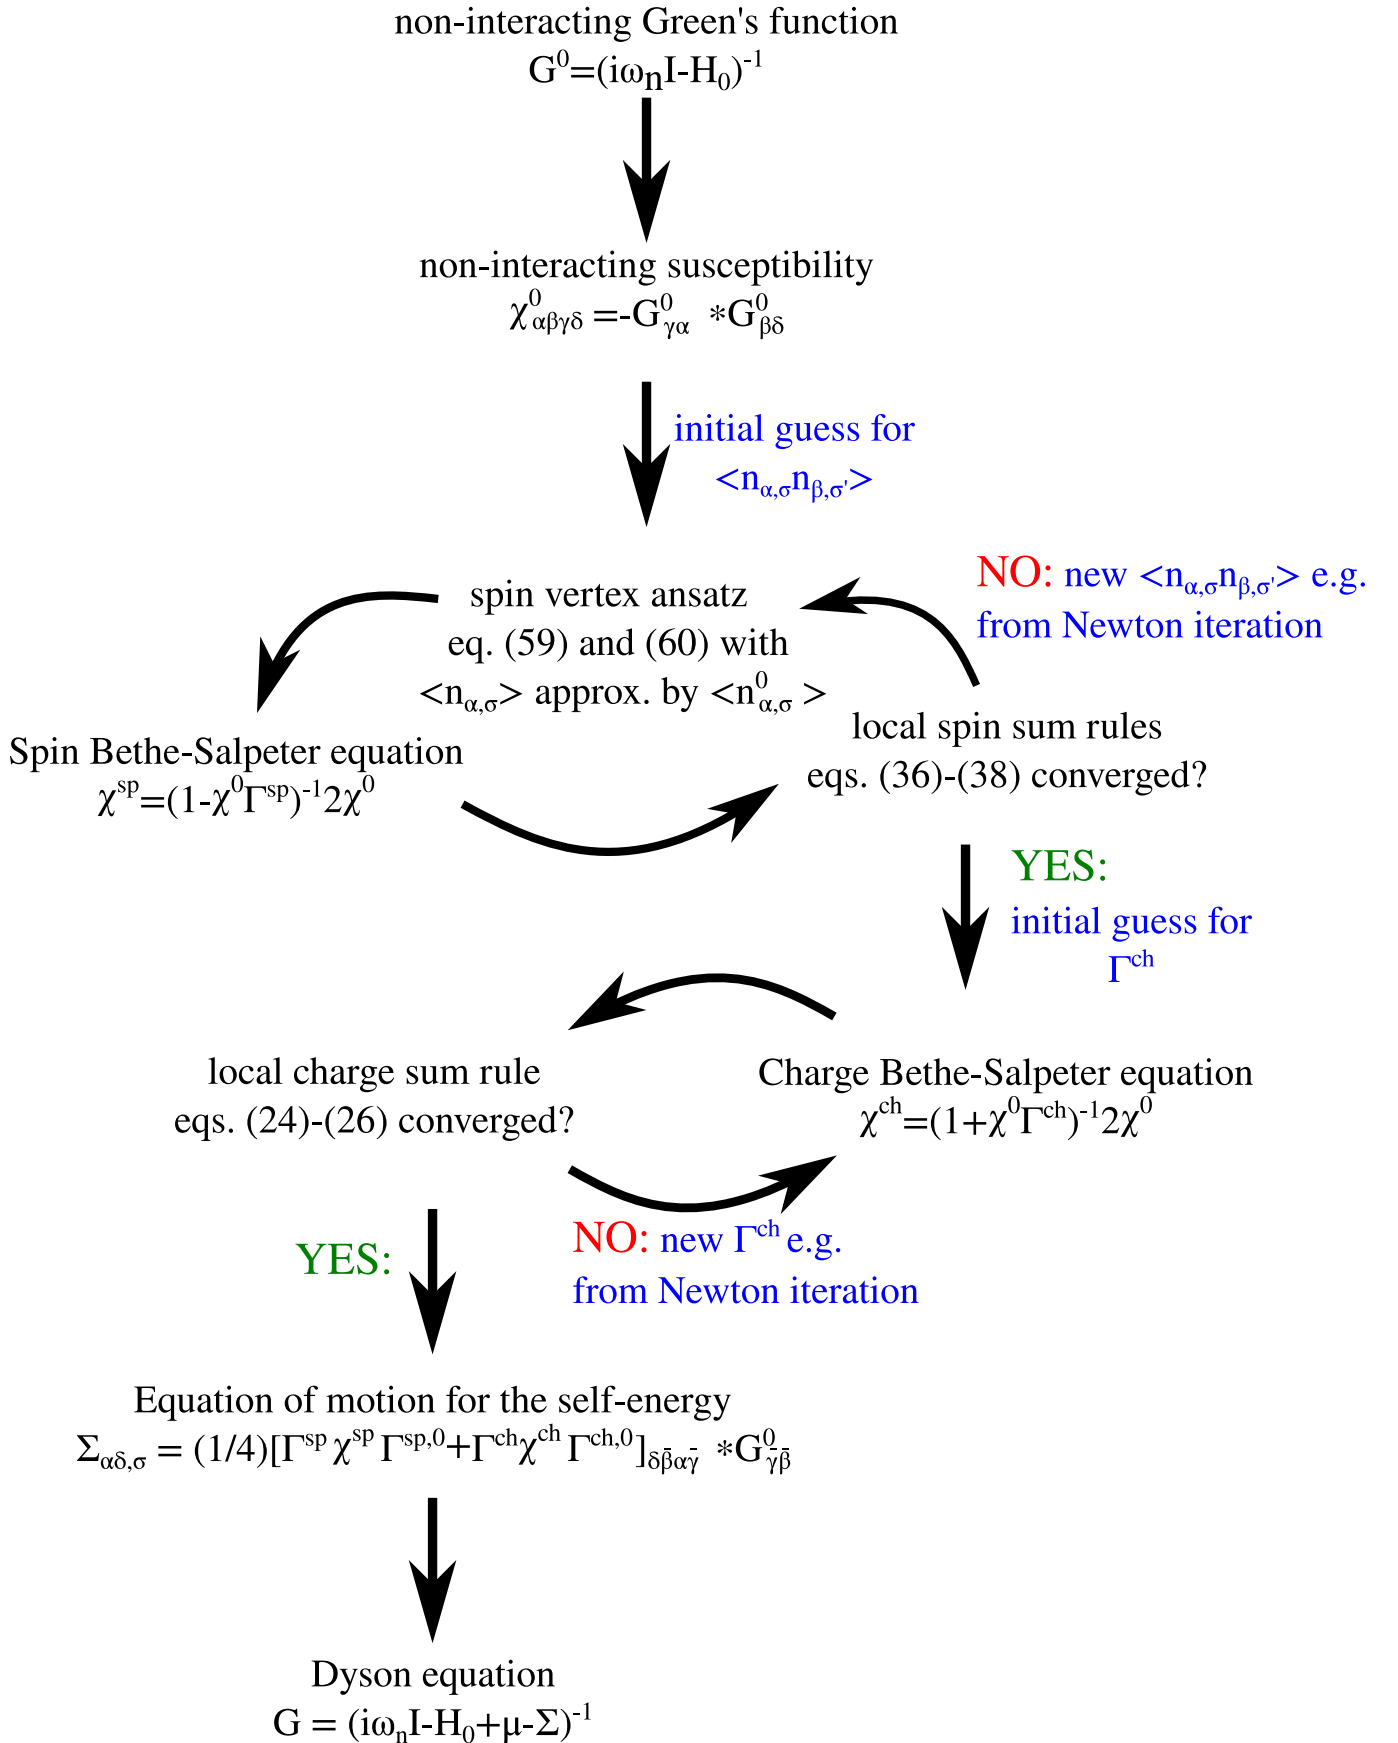 non-interacting Green's function
G⁰=(iωnI-H₀)⁻¹
non-interacting susceptibility
χ⁰αβγδ =-G⁰γα *G⁰βδ
initial guess for
<nα,σnβ,σ'>
NO: new <nα,σnβ,σ'> e.g.
from Newton iteration
spin vertex ansatz
eq. (59) and (60) with
<nα,σ> approx. by <n⁰α,σ >
local spin sum rules
eqs. (36)-(38) converged?
Spin Bethe-Salpeter equation
χˢᵖ=(1-χ⁰Γˢᵖ)⁻¹2χ⁰
YES:
initial guess for
Γᶜʰ
local charge sum rule
eqs. (24)-(26) converged?
Charge Bethe-Salpeter equation
χᶜʰ=(1+χ⁰Γᶜʰ)⁻¹2χ⁰
YES:
NO: new Γᶜʰ e.g.
from Newton iteration
Equation of motion for the self-energy
Σαδ,σ = (1/4)[Γˢᵖ χˢᵖ Γˢᵖ,⁰+Γᶜʰχᶜʰ Γᶜʰ,⁰]δβ̄αγ̄ *G⁰γ̄β̄
Dyson equation
G = (iωₙI-H₀+μ-Σ)⁻¹